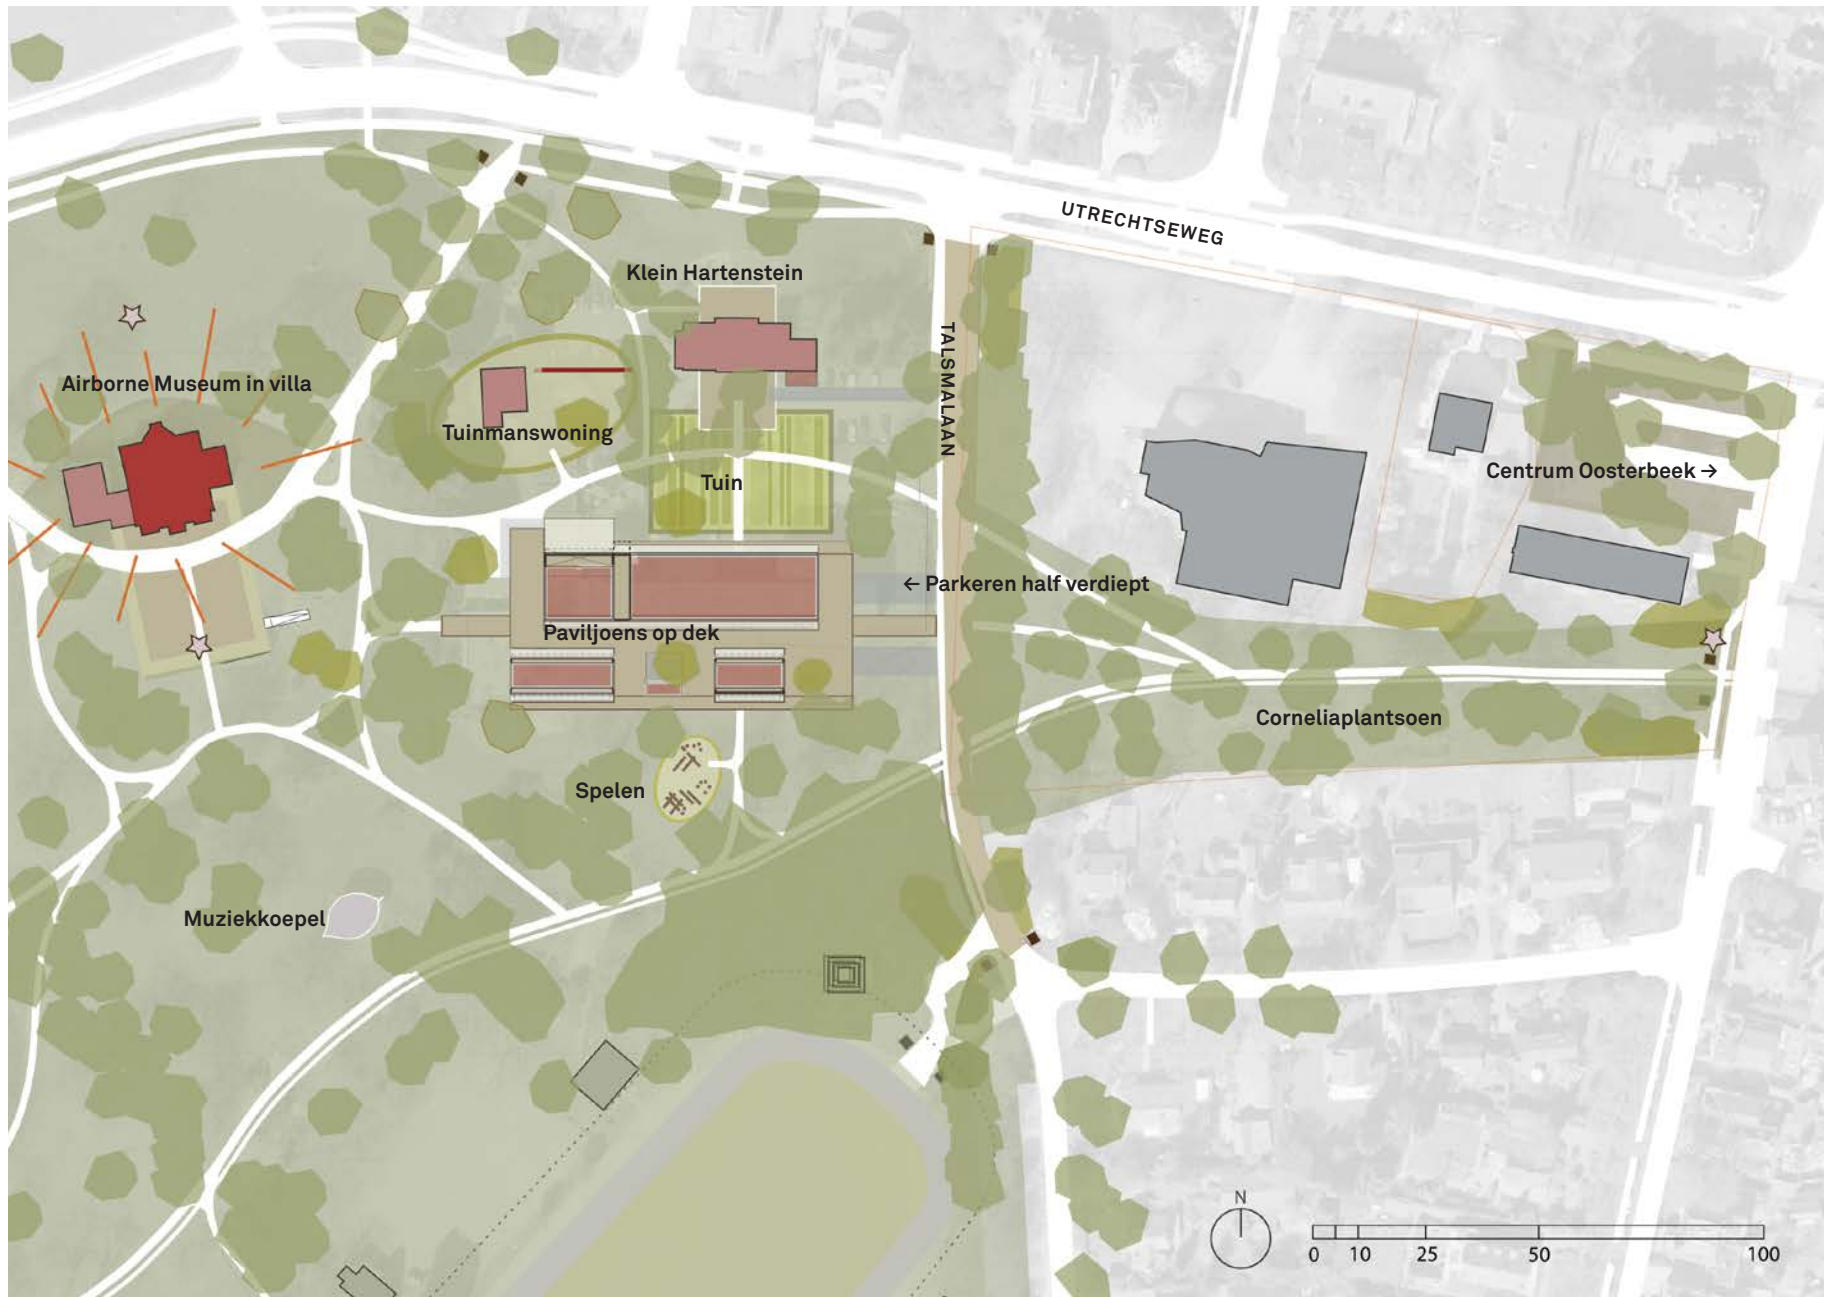 UTRECHTSEWEG
Klein Hartenstein
TALSMALAAN
Airborne Museum in villa
Tuinmanswoning
Centrum Oosterbeek →
Tuin
← Parkeren half verdiept
Paviljoens op dek
Corneliaplantsoen
Spelen
Muziekkoepel
N
0 10 25 50 100